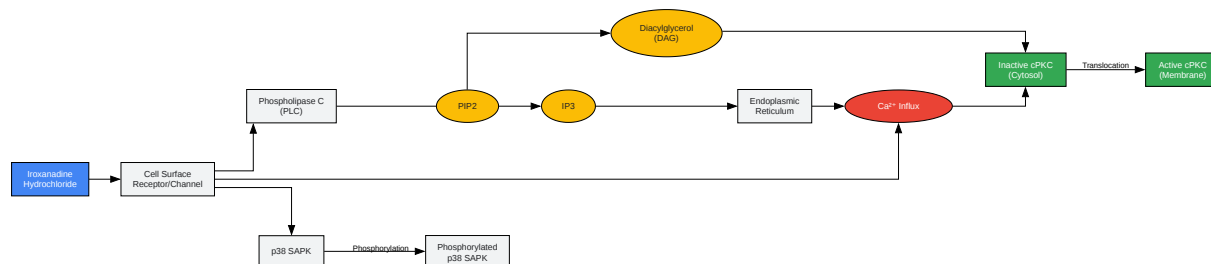 Diacylglycerol
(DAG)
Inactive cPKC
(Cytosol)
Translocation
Active cPKC
(Membrane)
Phospholipase C
(PLC)
PIP2
IP3
Endoplasmic
Reticulum
Ca²⁺ Influx
Iroxanadine
Hydrochloride
Cell Surface
Receptor/Channel
p38 SAPK
Phosphorylation
Phosphorylated
p38 SAPK